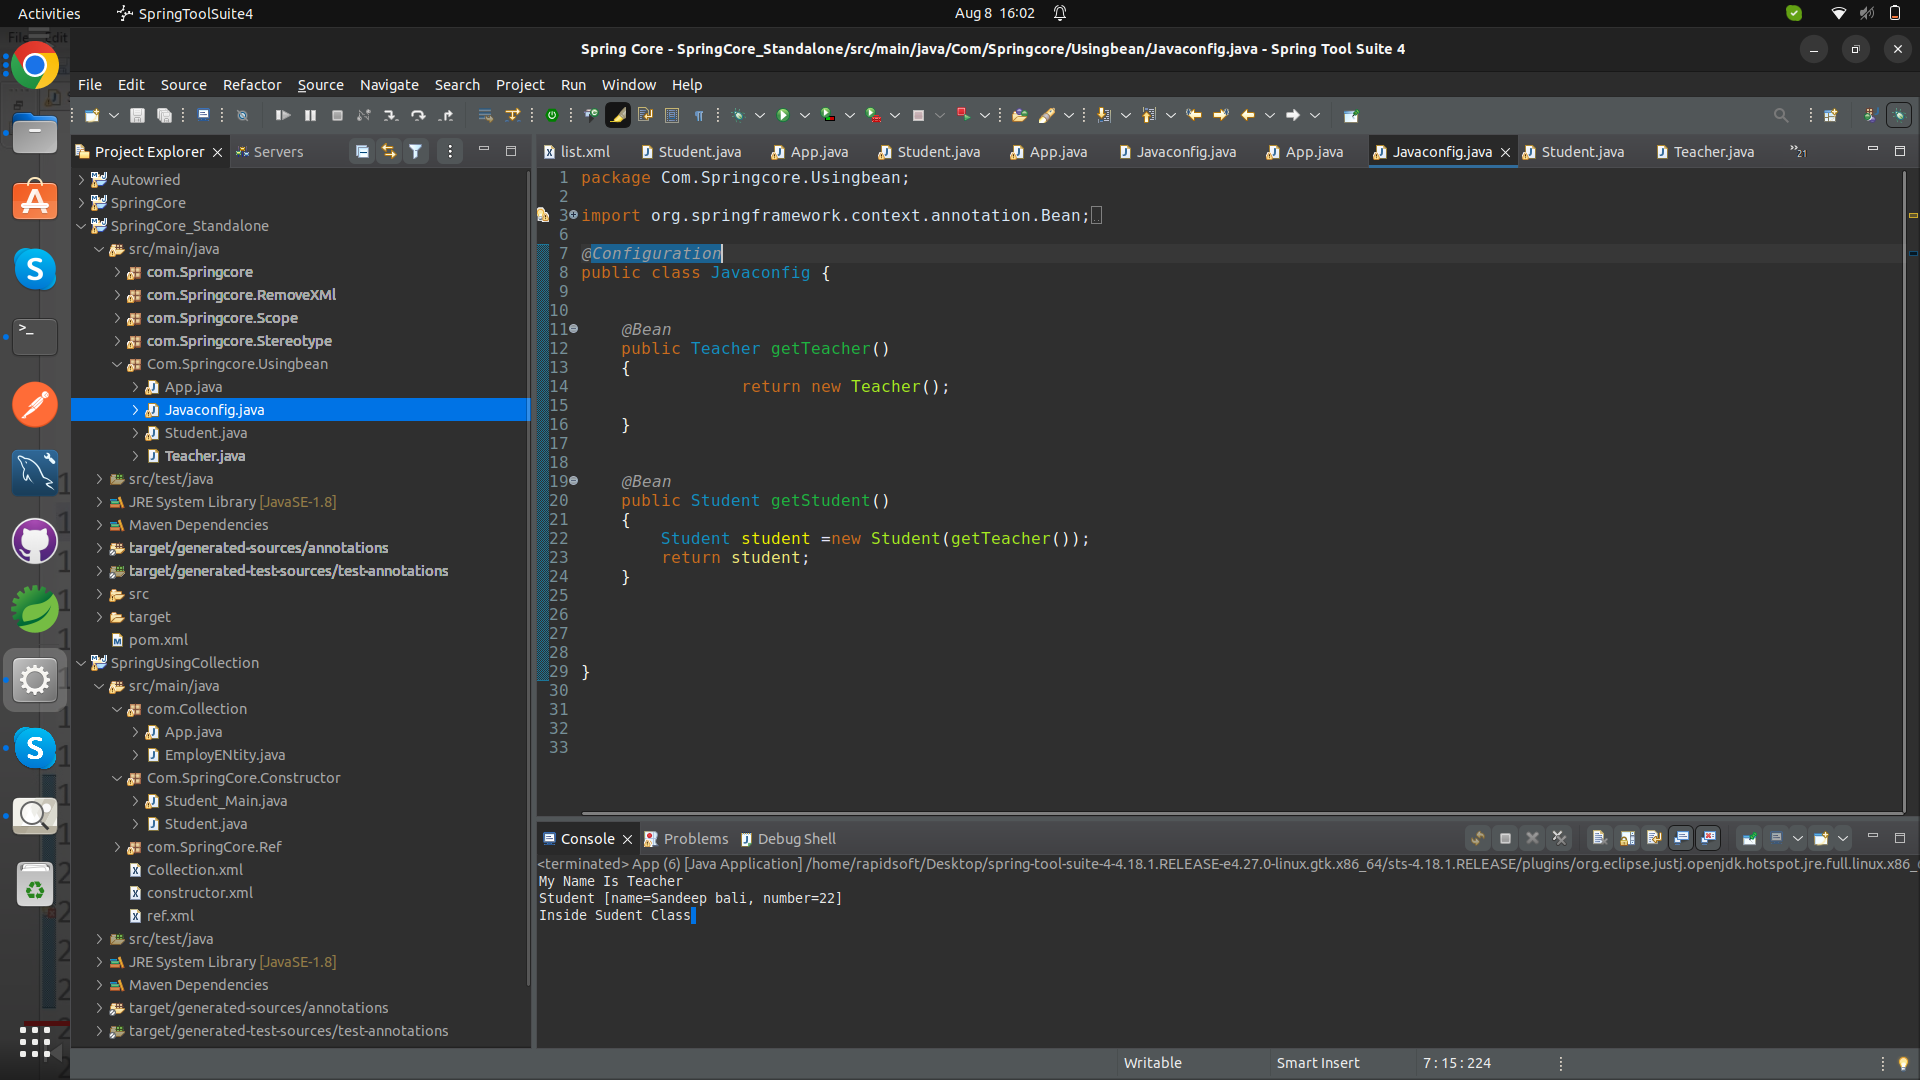 Activities SpringToolSuite4 Aug 8 16:02
Spring Core - SpringCore_Standalone/src/main/java/Com/Springcore/Usingbean/Javaconfig.java - Spring Tool Suite 4
File Edit Source Refactor Source Navigate Search Project Run Window Help
Project Explorer Servers
list.xml Student.java App.java Student.java App.java Javaconfig.java App.java Javaconfig.java Student.java Teacher.java 21
Autowried
SpringCore
SpringCore_Standalone
src/main/java
com.Springcore
com.Springcore.RemoveXMl
com.Springcore.Scope
com.Springcore.Stereotype
Com.Springcore.Usingbean
App.java
Javaconfig.java
Student.java
Teacher.java
src/test/java
JRE System Library [JavaSE-1.8]
Maven Dependencies
target/generated-sources/annotations
target/generated-test-sources/test-annotations
src
target
pom.xml
SpringUsingCollection
src/main/java
com.Collection
App.java
EmployENtity.java
Com.SpringCore.Constructor
Student_Main.java
Student.java
com.SpringCore.Ref
Collection.xml
constructor.xml
ref.xml
src/test/java
JRE System Library [JavaSE-1.8]
Maven Dependencies
target/generated-sources/annotations
target/generated-test-sources/test-annotations
1 package Com.Springcore.Usingbean;
2
3 import org.springframework.context.annotation.Bean;
6
7 @Configuration
8 public class Javaconfig {
9
10
11 @Bean
12 public Teacher getTeacher()
13 {
14 return new Teacher();
15
16 }
17
18
19 @Bean
20 public Student getStudent()
21 {
22 Student student =new Student(getTeacher());
23 return student;
24 }
25
26
27
28
29 }
30
31
32
33
Console Problems Debug Shell
<terminated> App (6) [Java Application] /home/rapidsoft/Desktop/spring-tool-suite-4-4.18.1.RELEASE-e4.27.0-linux.gtk.x86_64/sts-4.18.1.RELEASE/plugins/org.eclipse.justj.openjdk.hotspot.jre.full.linux.x86_
My Name Is Teacher
Student [name=Sandeep bali, number=22]
Inside Sudent Class
Writable Smart Insert 7 : 15 : 224